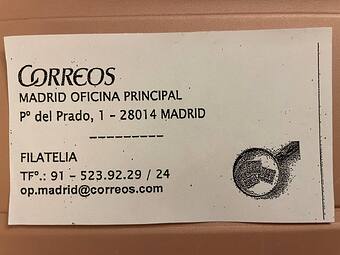 CORREOS
MADRID OFICINA PRINCIPAL
Pº del Prado, 1 - 28014 MADRID
---------
FILATELIA
TFº.: 91 - 523.92.29 / 24
op.madrid@correos.com